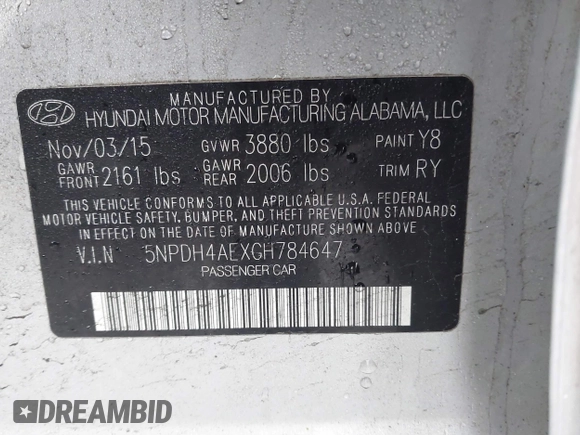 MANUFACTURED BY
HYUNDAI MOTOR MANUFACTURING ALABAMA, LLC
Nov/03/15 GVWR 3880 lbs PAINT Y8
GAWR FRONT 2161 lbs GAWR REAR 2006 lbs TRIM RY
THIS VEHICLE CONFORMS TO ALL APPLICABLE U.S.A. FEDERAL
MOTOR VEHICLE SAFETY, BUMPER, AND THEFT PREVENTION STANDARDS
IN EFFECT ON THE DATE OF MANUFACTURE SHOWN ABOVE.
V.I.N 5NPDH4AEXGH784647
PASSENGER CAR
DREAMBID